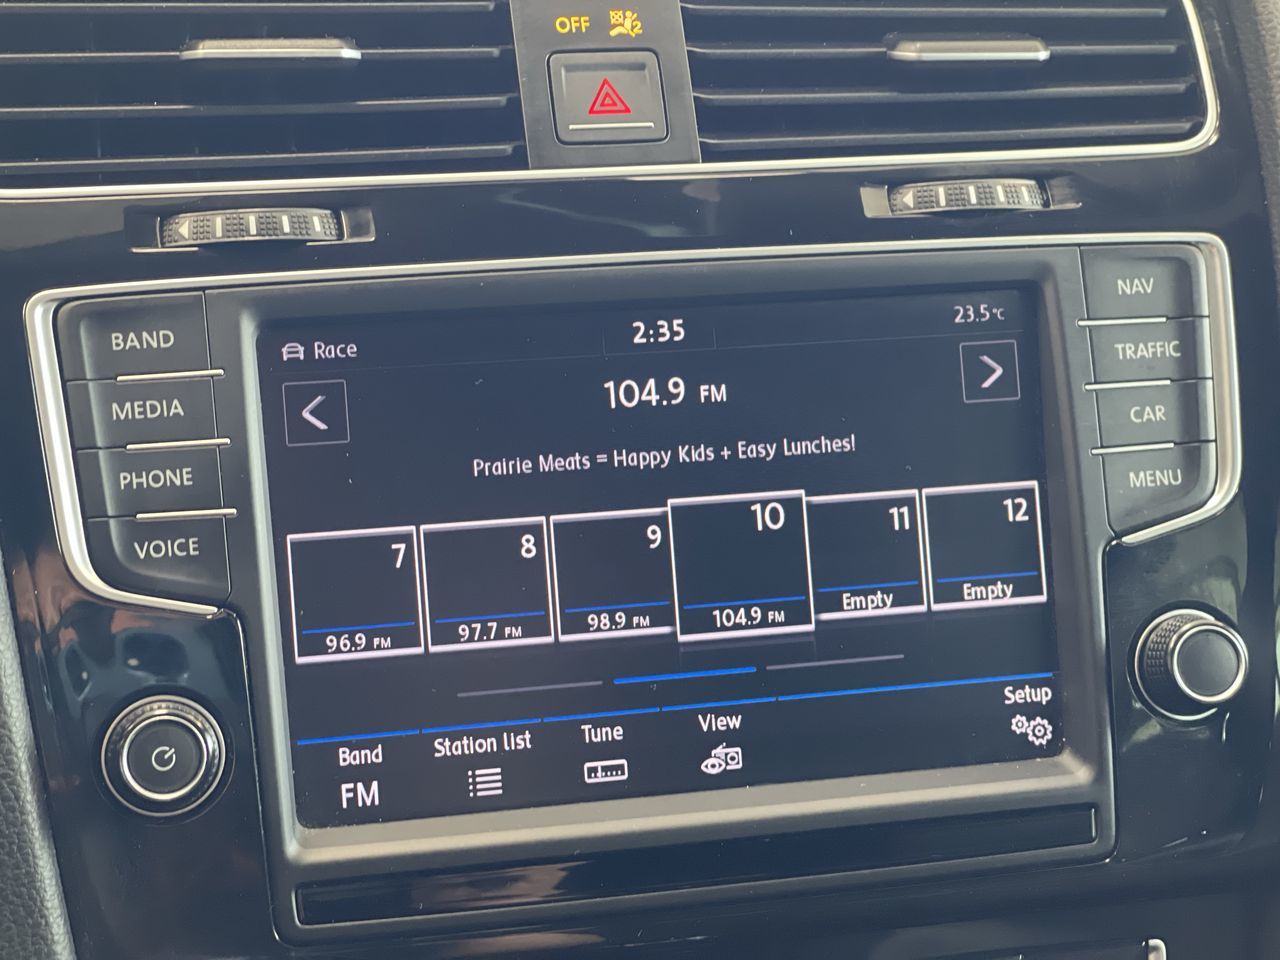 OFF
2
BAND
MEDIA
PHONE
VOICE
NAV
TRAFFIC
CAR
MENU
Race
2:35
23.5°C
104.9 FM
Prairie Meats = Happy Kids + Easy Lunches!
7 8 9 10 11 12
96.9 FM 97.7 FM 98.9 FM 104.9 FM Empty Empty
Band Station list Tune View Setup
FM